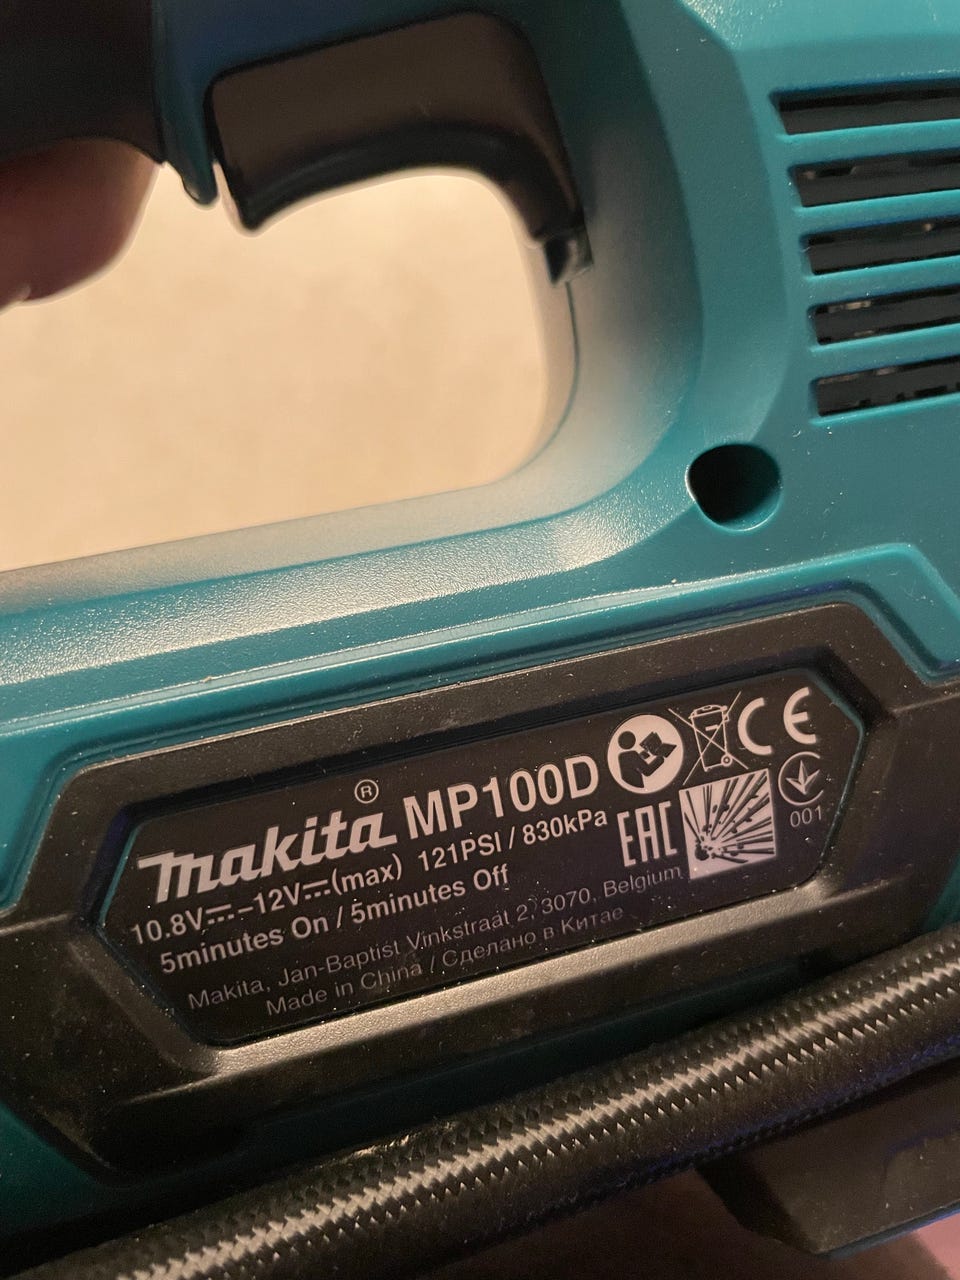 makita® MP100D
10.8V⎓–12V⎓(max) 121PSI / 830kPa
5minutes On / 5minutes Off
Makita, Jan-Baptist Vinkstraat 2, 3070, Belgium
Made in China / Сделано в Китае
CE
EAC
001